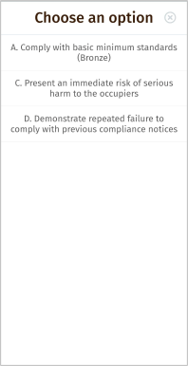 Choose an option
A. Comply with basic minimum standards
(Bronze)
C. Present an immediate risk of serious
harm to the occupiers
D. Demonstrate repeated failure to
comply with previous compliance notices